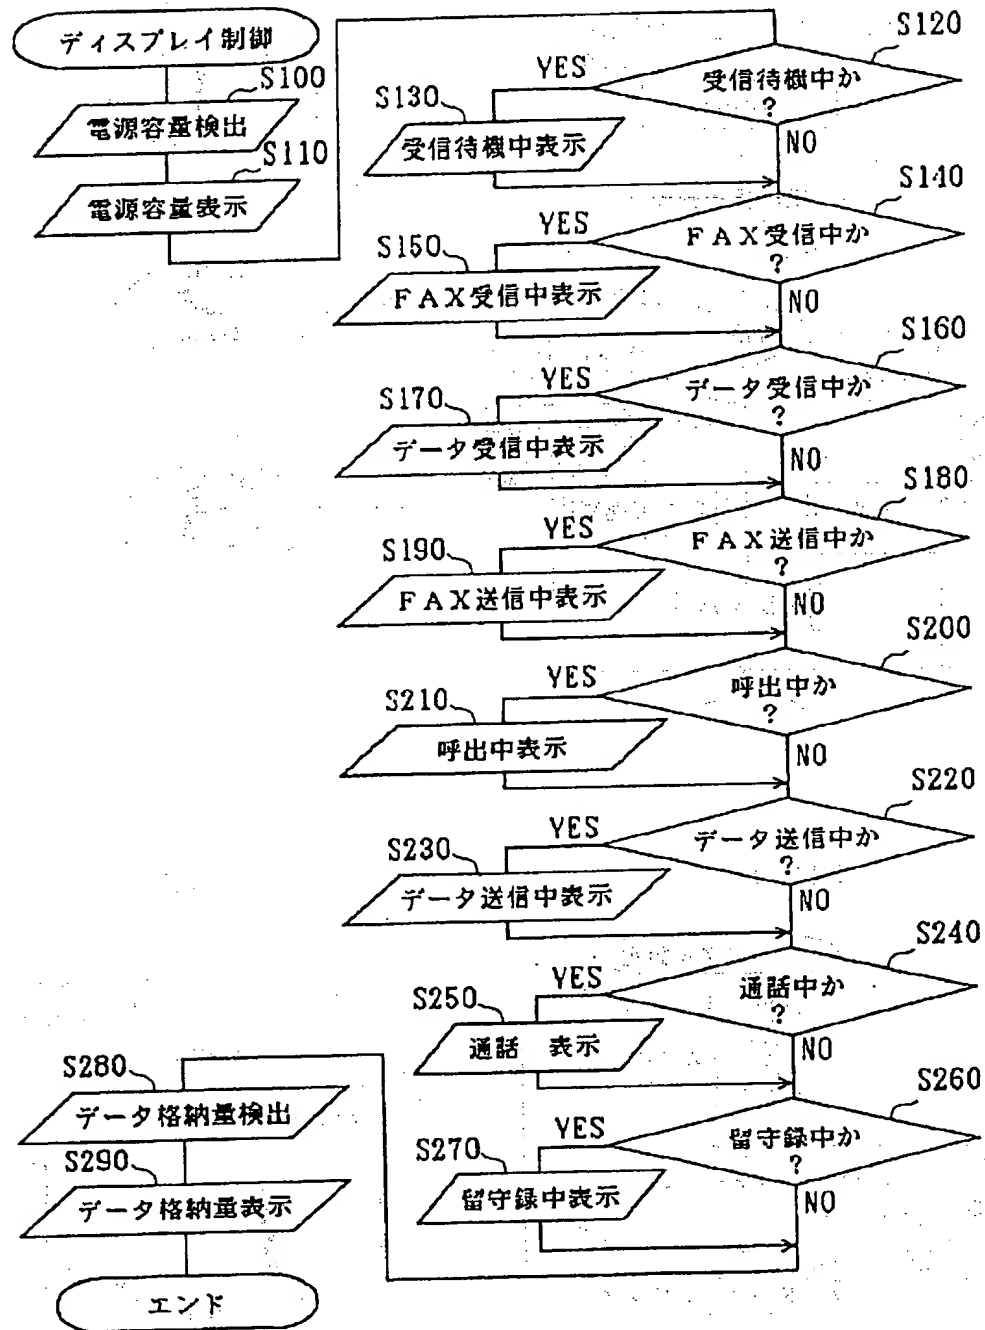 ディスプレイ制御
S100
電源容量検出
S110
電源容量表示
S120
受信待機中か
?
YES
NO
S130
受信待機中表示
S140
FAX受信中か
?
YES
NO
S150
FAX受信中表示
S160
データ受信中か
?
YES
NO
S170
データ受信中表示
S180
FAX送信中か
?
YES
NO
S190
FAX送信中表示
S200
呼出中か
?
YES
NO
S210
呼出中表示
S220
データ送信中か
?
YES
NO
S230
データ送信中表示
S240
通話中か
?
YES
NO
S250
通話 表示
S260
留守録中か
?
YES
NO
S270
留守録中表示
S280
データ格納量検出
S290
データ格納量表示
エンド